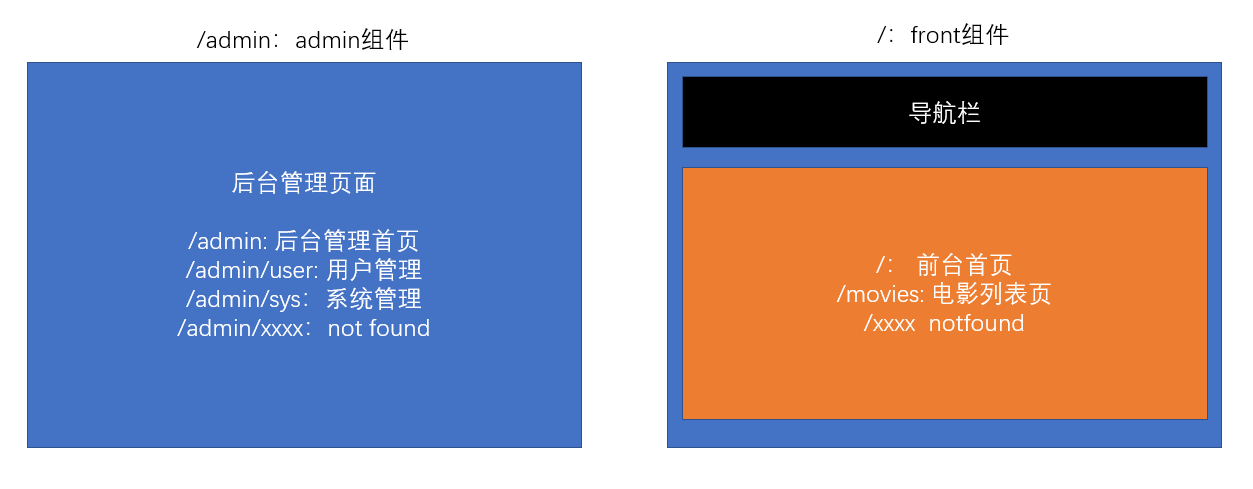 /admin：admin组件
后台管理页面
/admin: 后台管理首页
/admin/user: 用户管理
/admin/sys： 系统管理
/admin/xxxx：not found
/：front组件
导航栏
/： 前台首页
/movies: 电影列表页
/xxxx  notfound